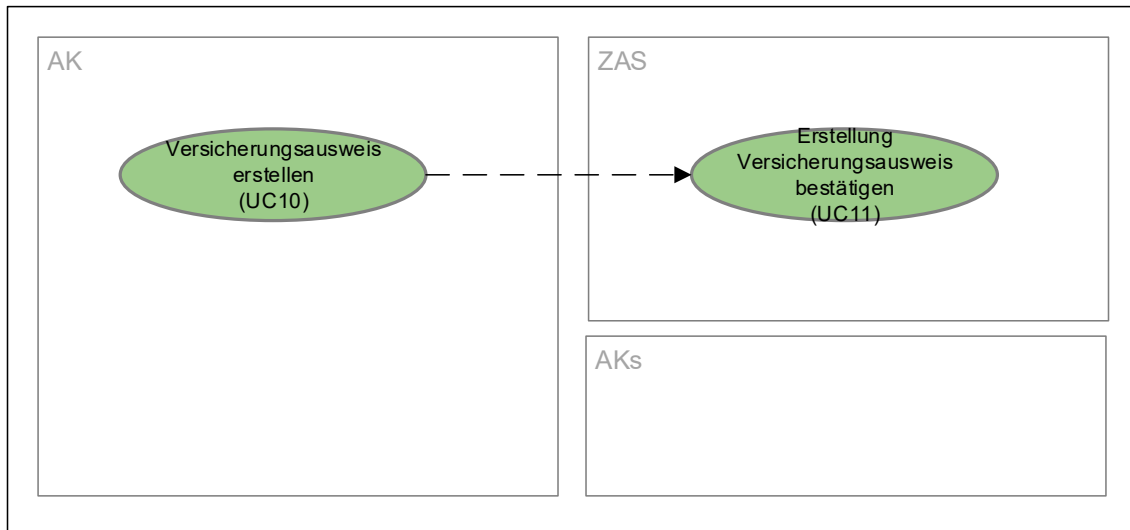 AK
Versicherungsausweis
erstellen
(UC10)
ZAS
Erstellung
Versicherungsausweis
bestätigen
(UC11)
AKs